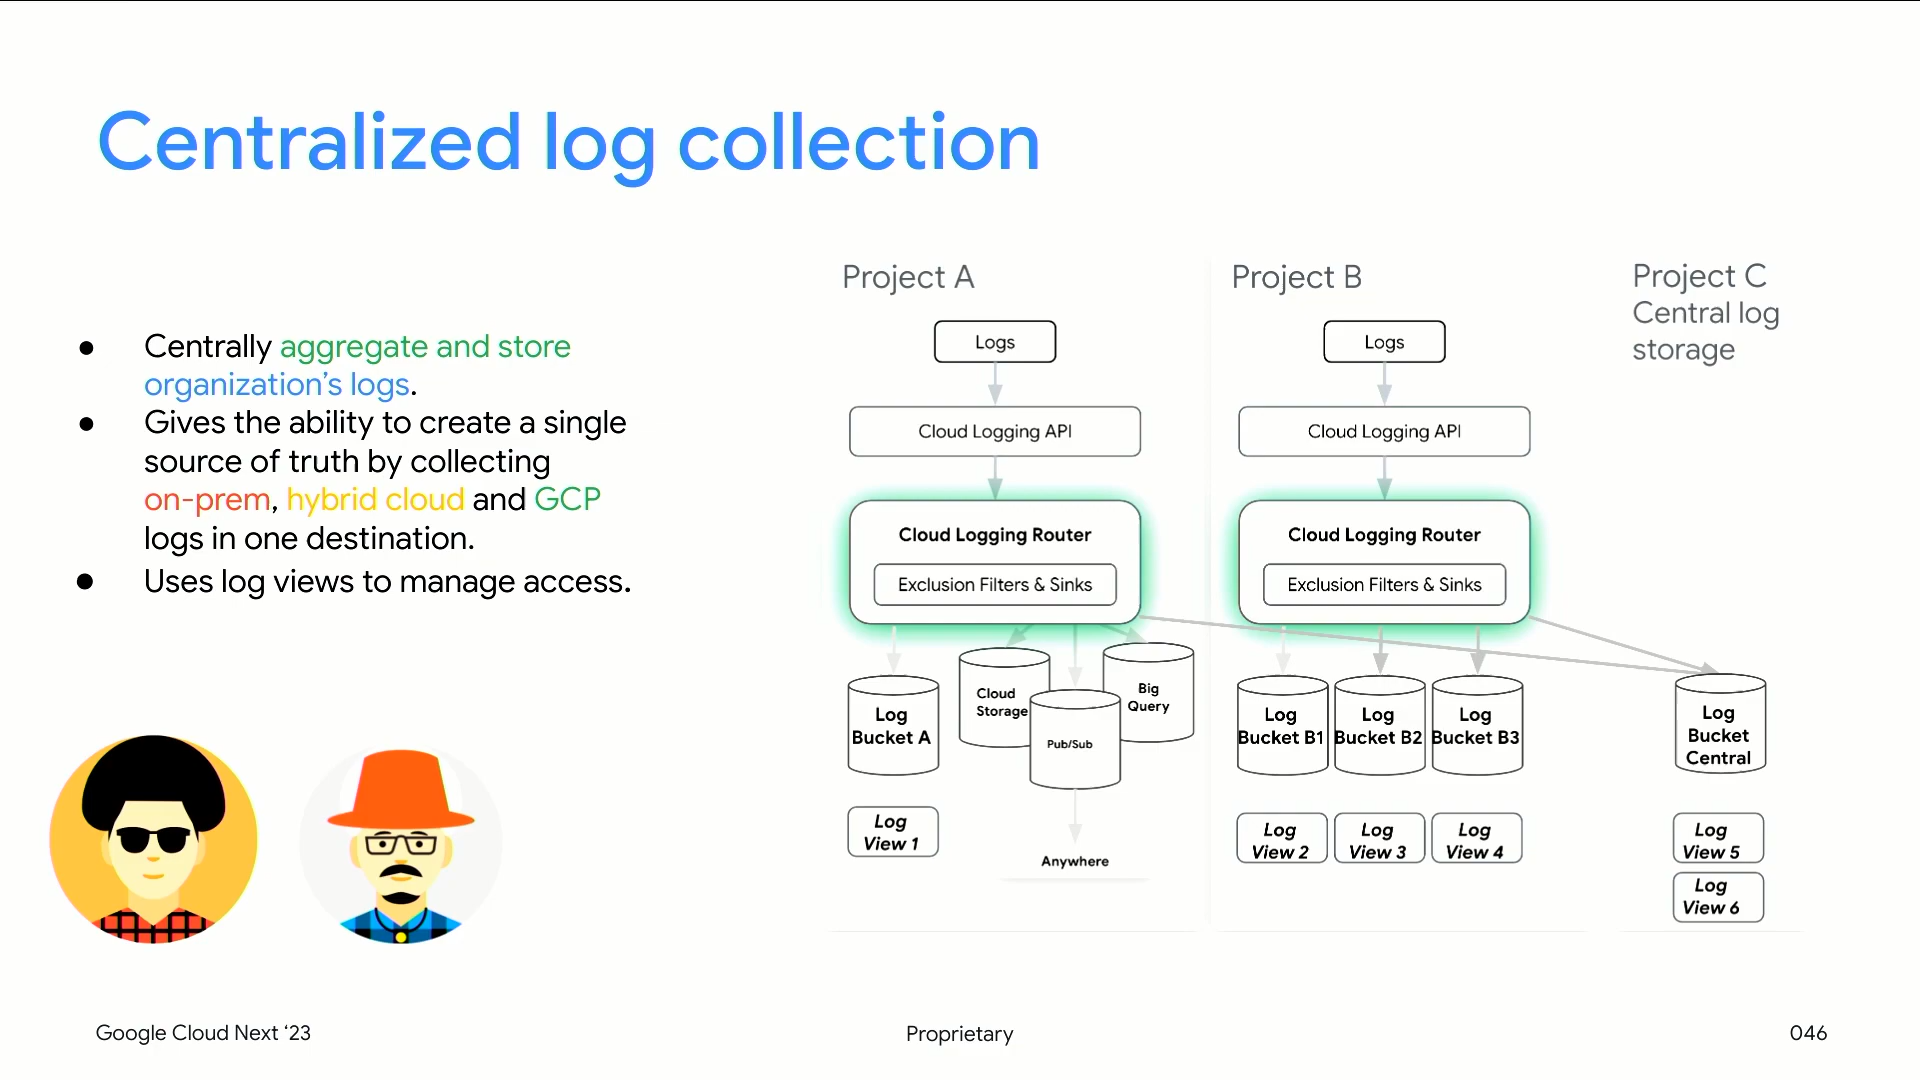 Centralized log collection
● Centrally aggregate and store
organization’s logs.
● Gives the ability to create a single
source of truth by collecting
on-prem, hybrid cloud and GCP
logs in one destination.
● Uses log views to manage access.
Project A
Logs
Cloud Logging API
Cloud Logging Router
Exclusion Filters & Sinks
Log
Bucket A
Cloud
Storage
Pub/Sub
Big
Query
Log
View 1
Anywhere
Project B
Logs
Cloud Logging API
Cloud Logging Router
Exclusion Filters & Sinks
Log
Bucket B1
Log
Bucket B2
Log
Bucket B3
Log
View 2
Log
View 3
Log
View 4
Project C
Central log
storage
Log
Bucket
Central
Log
View 5
Log
View 6
Google Cloud Next ‘23
Proprietary
046